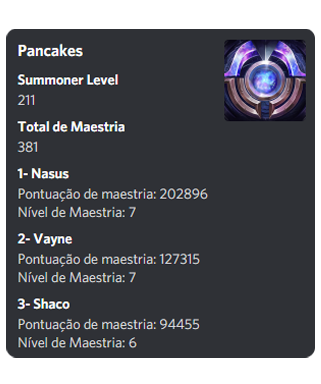 Pancakes
Summoner Level
211
Total de Maestria
381
1- Nasus
Pontuação de maestria: 202896
Nível de Maestria: 7
2- Vayne
Pontuação de maestria: 127315
Nível de Maestria: 7
3- Shaco
Pontuação de maestria: 94455
Nível de Maestria: 6